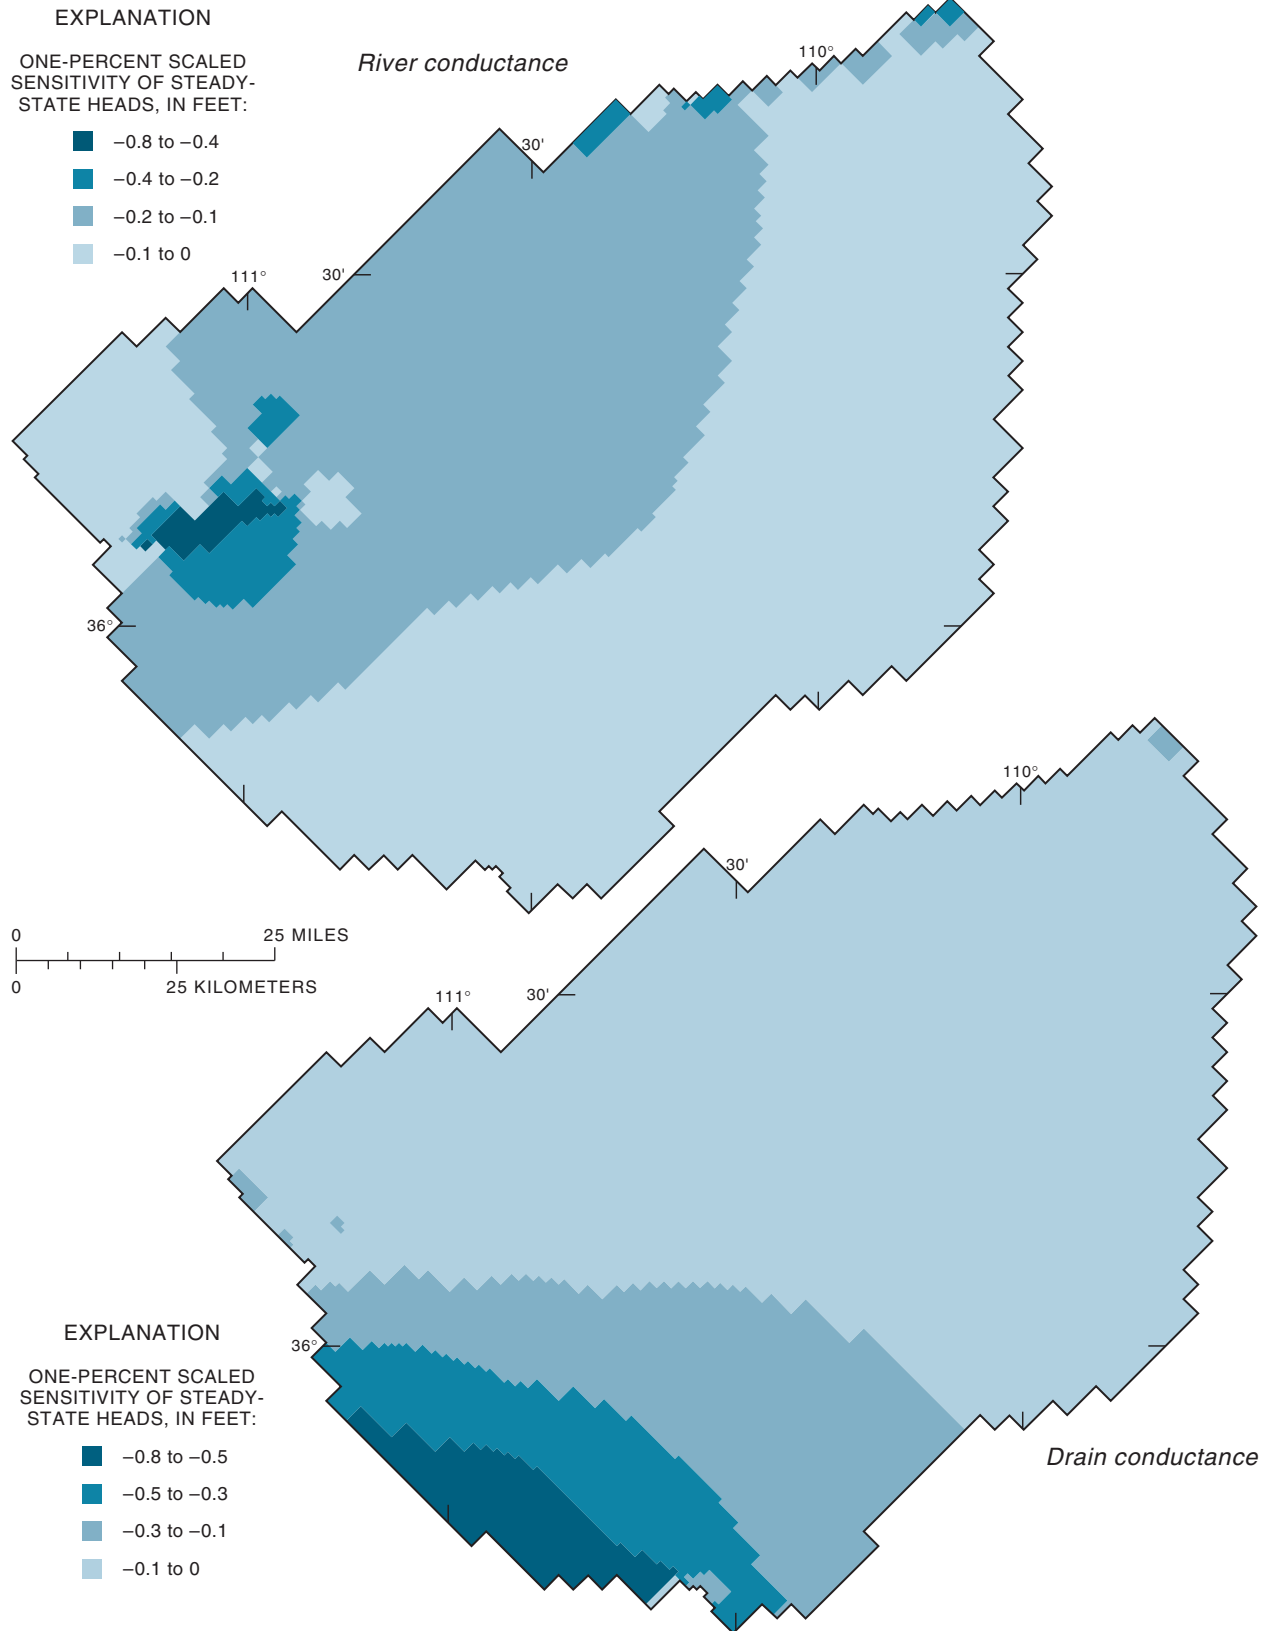 EXPLANATION
ONE-PERCENT SCALED
SENSITIVITY OF STEADY-
STATE HEADS, IN FEET:
–0.8 to –0.4
–0.4 to –0.2
–0.2 to –0.1
–0.1 to 0
River conductance
110°
30'
30'
111°
36°
0 25 MILES
0 25 KILOMETERS
110°
30'
30'
111°
36°
EXPLANATION
ONE-PERCENT SCALED
SENSITIVITY OF STEADY-
STATE HEADS, IN FEET:
–0.8 to –0.5
–0.5 to –0.3
–0.3 to –0.1
–0.1 to 0
Drain conductance